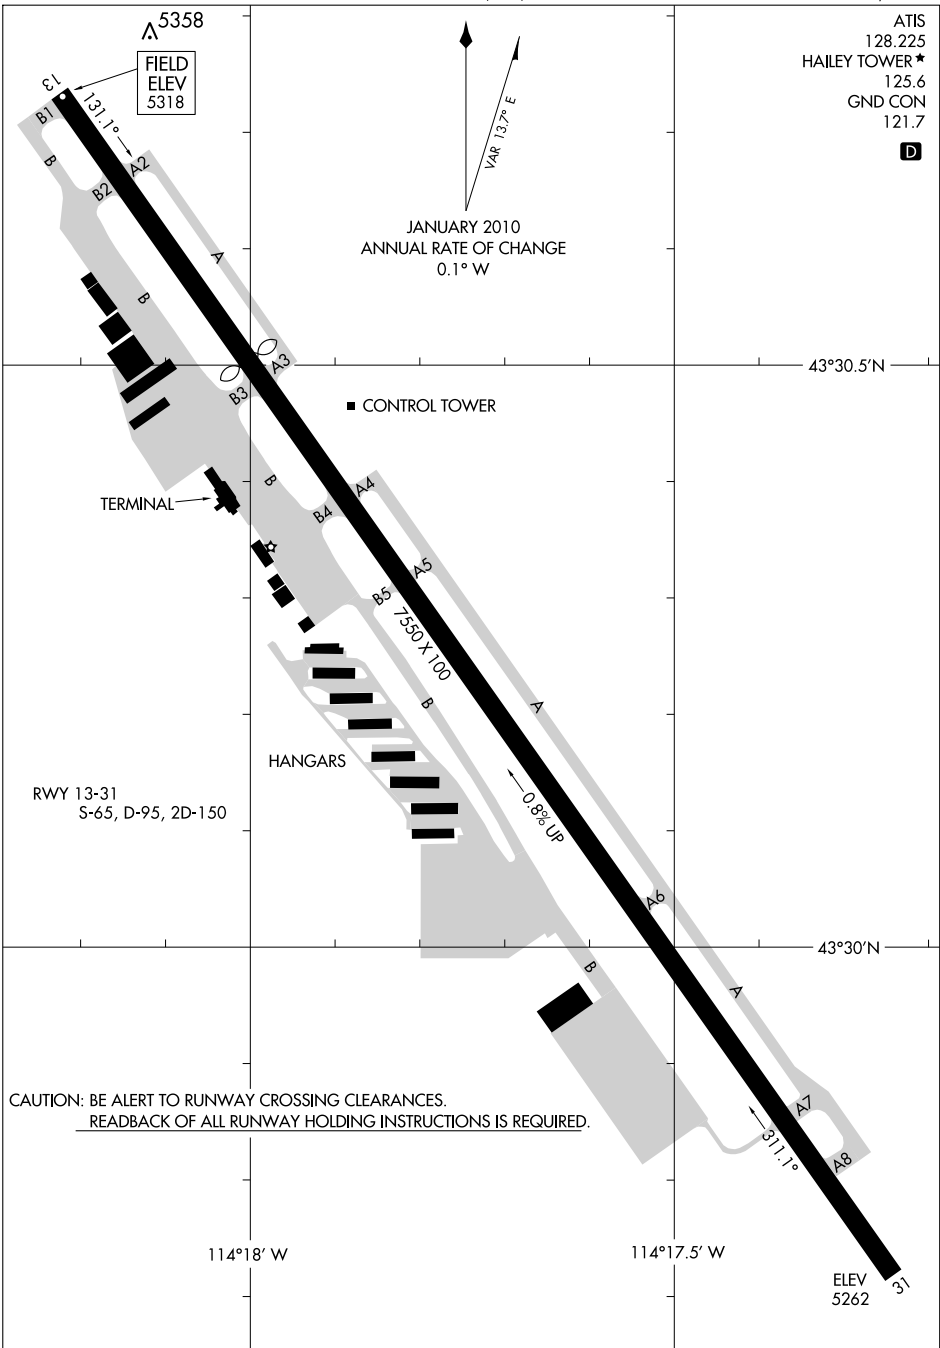 5358
FIELD
ELEV
5318
13
131.1°
VAR 13.7° E
JANUARY 2010
ANNUAL RATE OF CHANGE
0.1° W
ATIS
128.225
HAILEY TOWER
125.6
GND CON
121.7
D
B1
B
B2
A2
A
B
A3
B3
43°30.5'N
CONTROL TOWER
TERMINAL
B
A4
B4
A5
B5
7550 X 100
B
A
HANGARS
RWY 13-31
S-65, D-95, 2D-150
0.8% UP
A6
43°30'N
B
A
CAUTION: BE ALERT TO RUNWAY CROSSING CLEARANCES.
READBACK OF ALL RUNWAY HOLDING INSTRUCTIONS IS REQUIRED.
A7
311.1°
A8
114°18' W
114°17.5' W
ELEV
5262
31